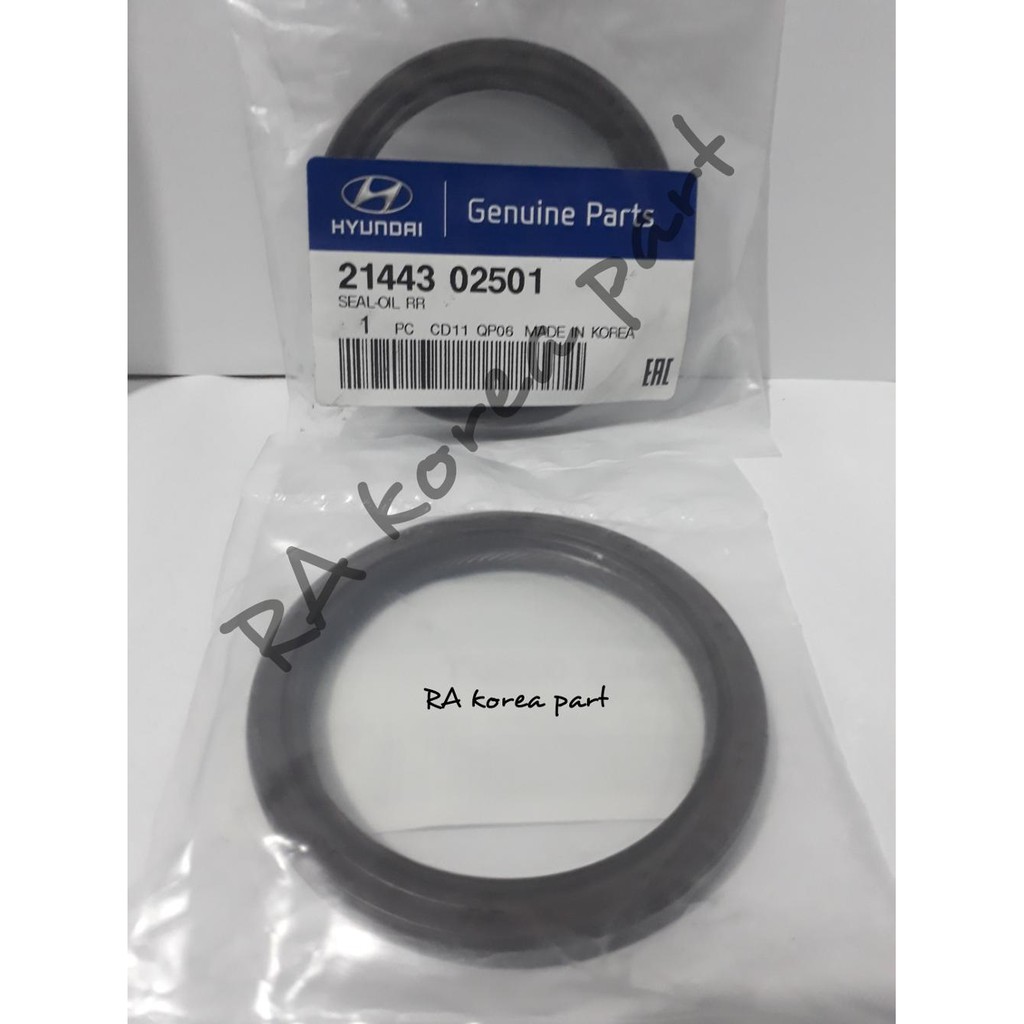 HYUNDAI
Genuine Parts
21443 02501
SEAL-OIL RR
1 PC CD11 QP06 MADE IN KOREA
EAC
RA korea part
RA korea part